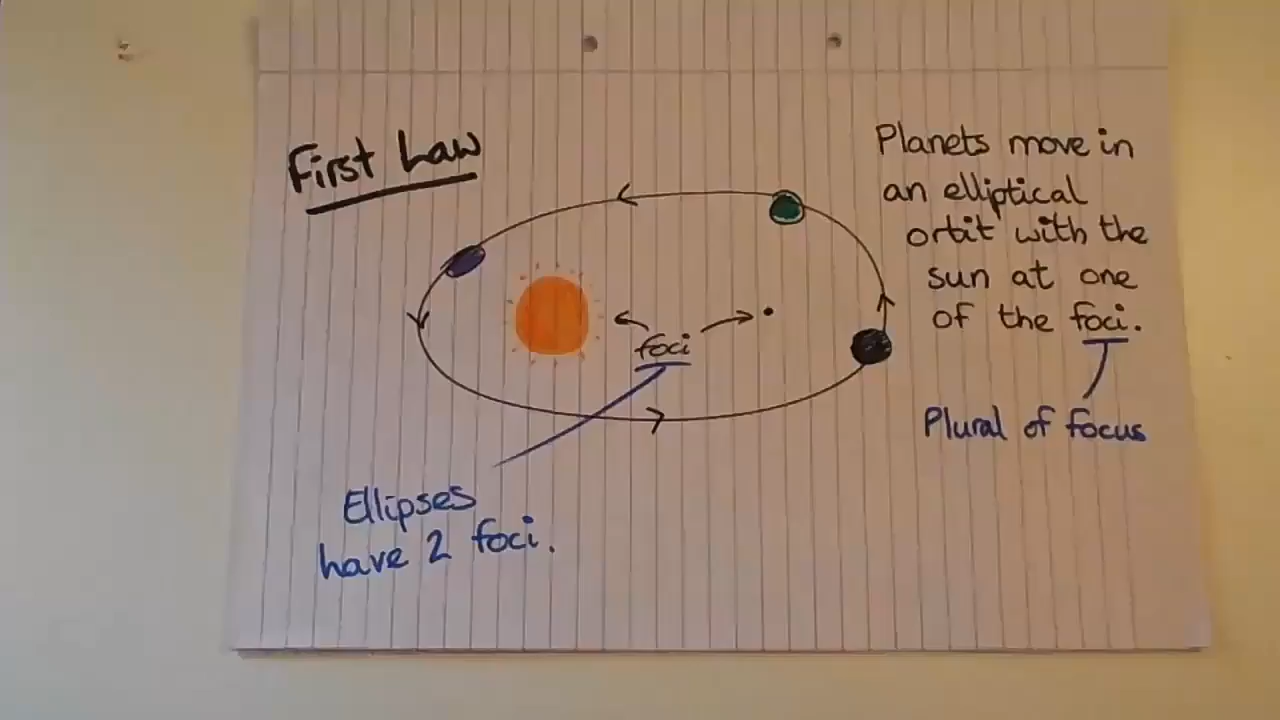 First Law
Planets move in
an elliptical
orbit with the
sun at one
of the foci.
foci
Plural of focus
Ellipses
have 2 foci.